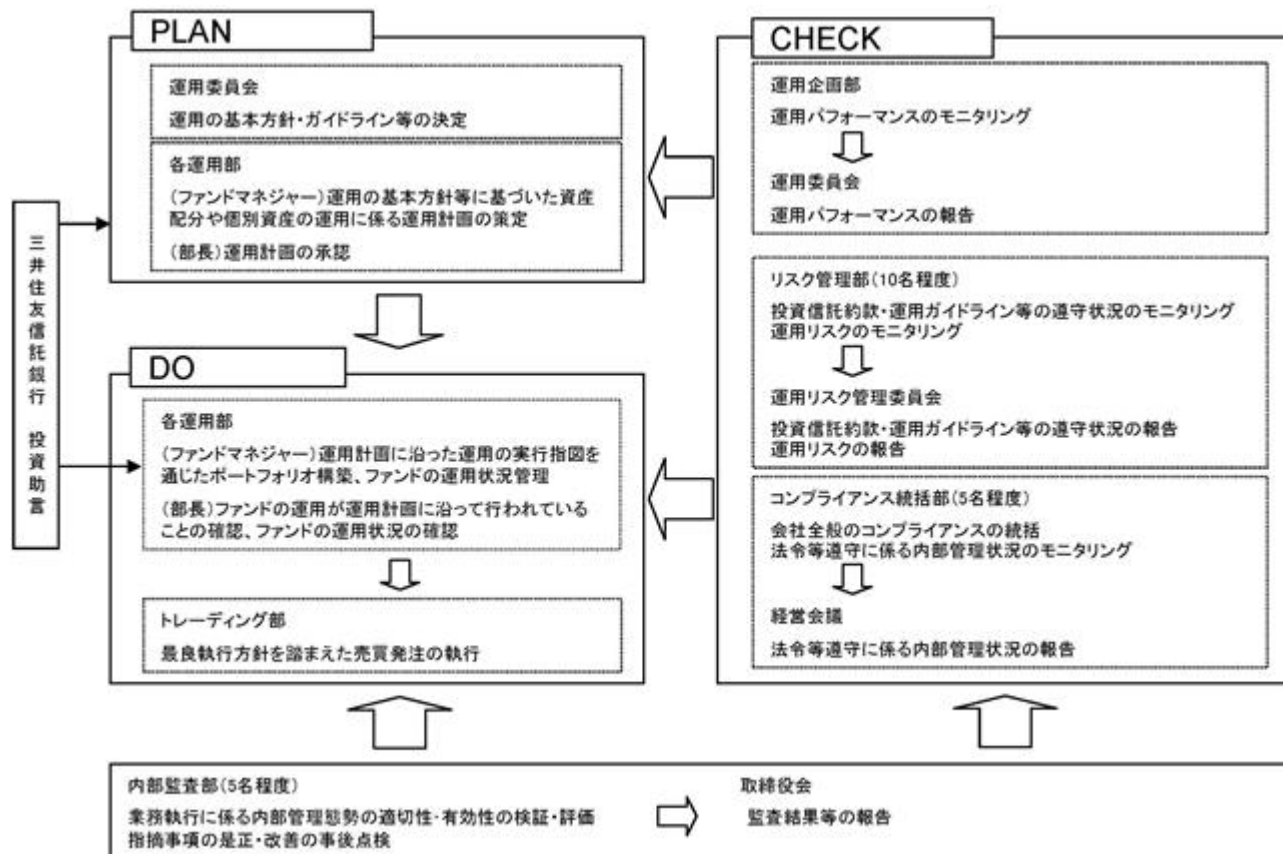 PLAN
運用委員会
運用の基本方針・ガイドライン等の決定
各運用部
(ファンドマネジャー)運用の基本方針等に基づいた資産
配分や個別資産の運用に係る運用計画の策定
(部長)運用計画の承認
三井住友信託銀行 投資助言
DO
各運用部
(ファンドマネジャー)運用計画に沿った運用の実行指図を
通じたポートフォリオ構築、ファンドの運用状況管理
(部長)ファンドの運用が運用計画に沿って行われている
ことの確認、ファンドの運用状況の確認
トレーディング部
最良執行方針を踏まえた売買発注の執行
CHECK
運用企画部
運用パフォーマンスのモニタリング
運用委員会
運用パフォーマンスの報告
リスク管理部(10名程度)
投資信託約款・運用ガイドライン等の遵守状況のモニタリング
運用リスクのモニタリング
運用リスク管理委員会
投資信託約款・運用ガイドライン等の遵守状況の報告
運用リスクの報告
コンプライアンス統括部(5名程度)
会社全般のコンプライアンスの統括
法令等遵守に係る内部管理状況のモニタリング
経営会議
法令等遵守に係る内部管理状況の報告
内部監査部(5名程度)
業務執行に係る内部管理態勢の適切性・有効性の検証・評価
指摘事項の是正・改善の事後点検
取締役会
監査結果等の報告